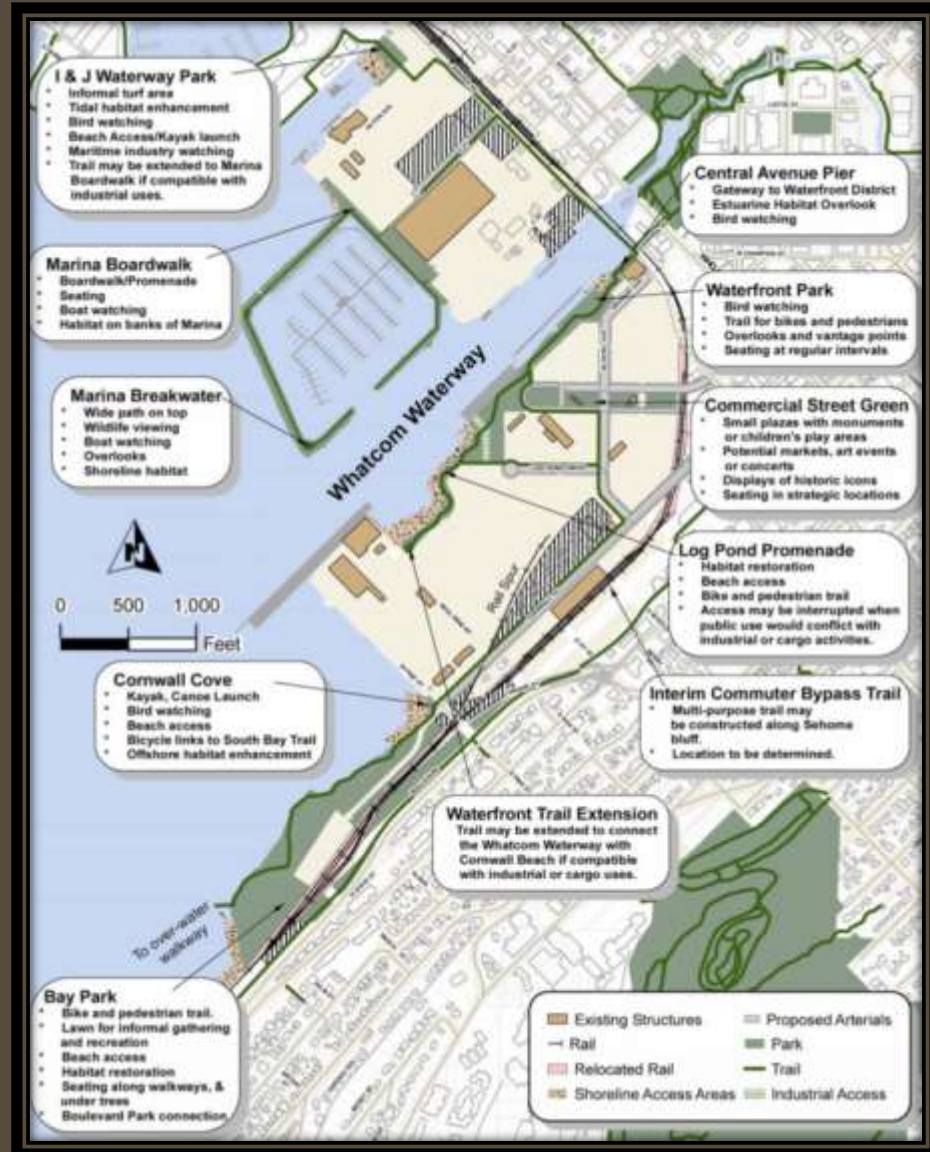 I & J Waterway Park
Informal turf area
Tidal habitat enhancement
Bird watching
Beach Access/Kayak launch
Maritime industry watching
Trail may be extended to Marina
Boardwalk if compatible with
industrial uses.
Central Avenue Pier
Gateway to Waterfront District
Estuarine Habitat Overlook
Bird watching
Marina Boardwalk
Boardwalk/Promenade
Seating
Boat watching
Habitat on banks of Marina
Waterfront Park
Bird watching
Trail for bikes and pedestrians
Overlooks and vantage points
Seating at regular intervals
Marina Breakwater
Wide path on top
Wildlife viewing
Boat watching
Overlooks
Shoreline habitat
Whatcom Waterway
Commercial Street Green
Small plazas with monuments
or children's play areas
Potential markets, art events
or concerts
Displays of historic icons
Seating in strategic locations
N
0 500 1,000
Feet
Rail Spur
Log Pond Promenade
Habitat restoration
Beach access
Bike and pedestrian trail
Access may be interrupted when
public use would conflict with
industrial or cargo activities.
Cornwall Cove
Kayak, Canoe Launch
Bird watching
Beach access
Bicycle links to South Bay Trail
Offshore habitat enhancement
Interim Commuter Bypass Trail
Multi-purpose trail may
be constructed along Sehome
bluff.
Location to be determined.
Waterfront Trail Extension
Trail may be extended to connect
the Whatcom Waterway with
Cornwall Beach if compatible
with industrial or cargo uses.
To over-water
walkway
Bay Park
Bike and pedestrian trail.
Lawn for informal gathering
and recreation
Beach access
Habitat restoration
Seating along walkways, &
under trees
Boulevard Park connection
Existing Structures
Rail
Relocated Rail
Shoreline Access Areas
Proposed Arterials
Park
Trail
Industrial Access